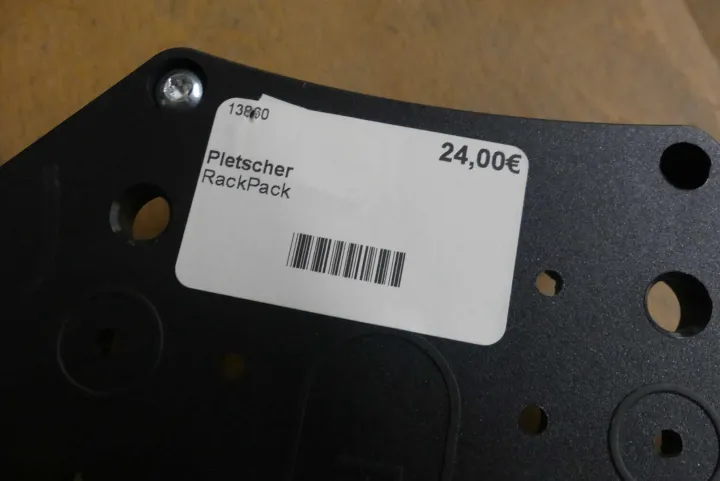 13860
24,00€
Pletscher
RackPack